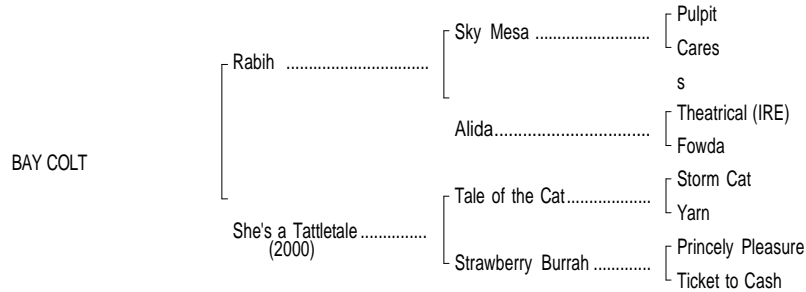 Pulpit
Sky Mesa ..........................
Cares
Rabih ................................
s
Theatrical (IRE)
Alida...................................
Fowda
BAY COLT
Storm Cat
Tale of the Cat...................
Yarn
She's a Tattletale...............
(2000)
Princely Pleasure
Strawberry Burrah .............
Ticket to Cash